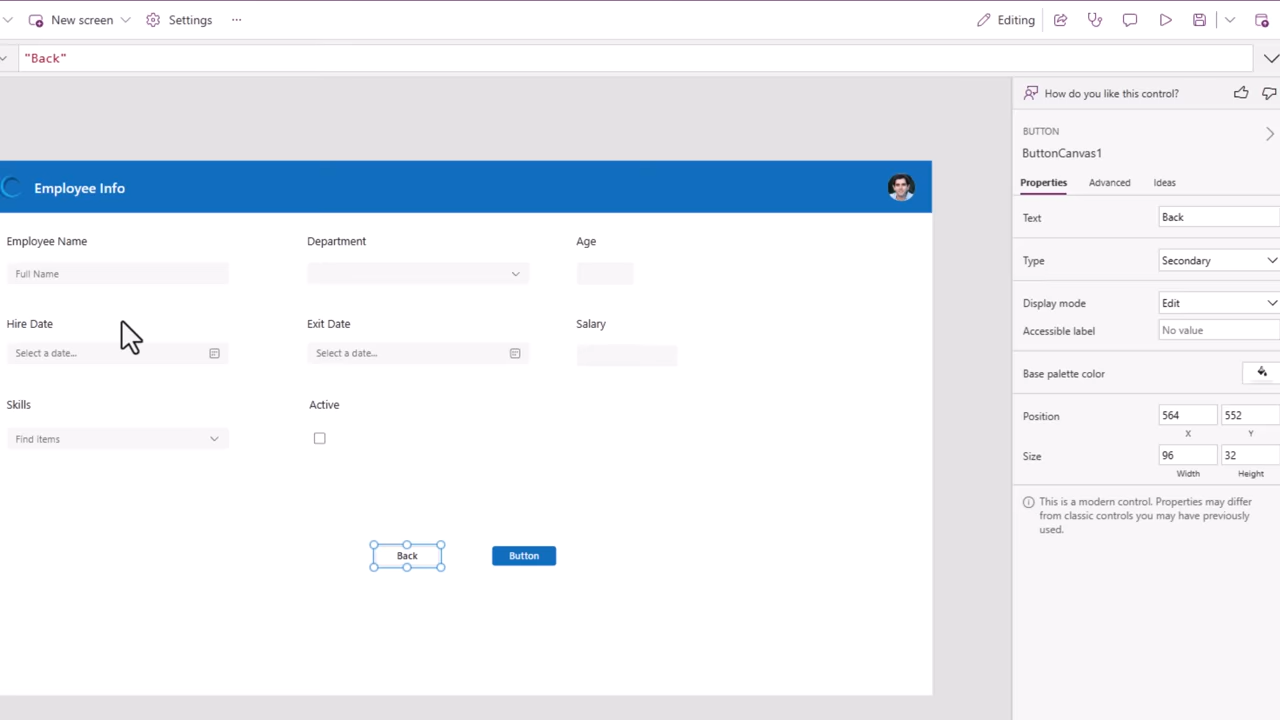 New screen
Settings
...
Editing
"Back"
How do you like this control?
BUTTON
ButtonCanvas1
Properties Advanced Ideas
Text Back
Type Secondary
Display mode Edit
Accessible label No value
Base palette color
Position 564 552
X Y
Size 96 32
Width Height
This is a modern control. Properties may differ
from classic controls you may have previously
used.
Employee Info
Employee Name Department Age
Full Name
Hire Date Exit Date Salary
Select a date... Select a date...
Skills Active
Find items
Back Button